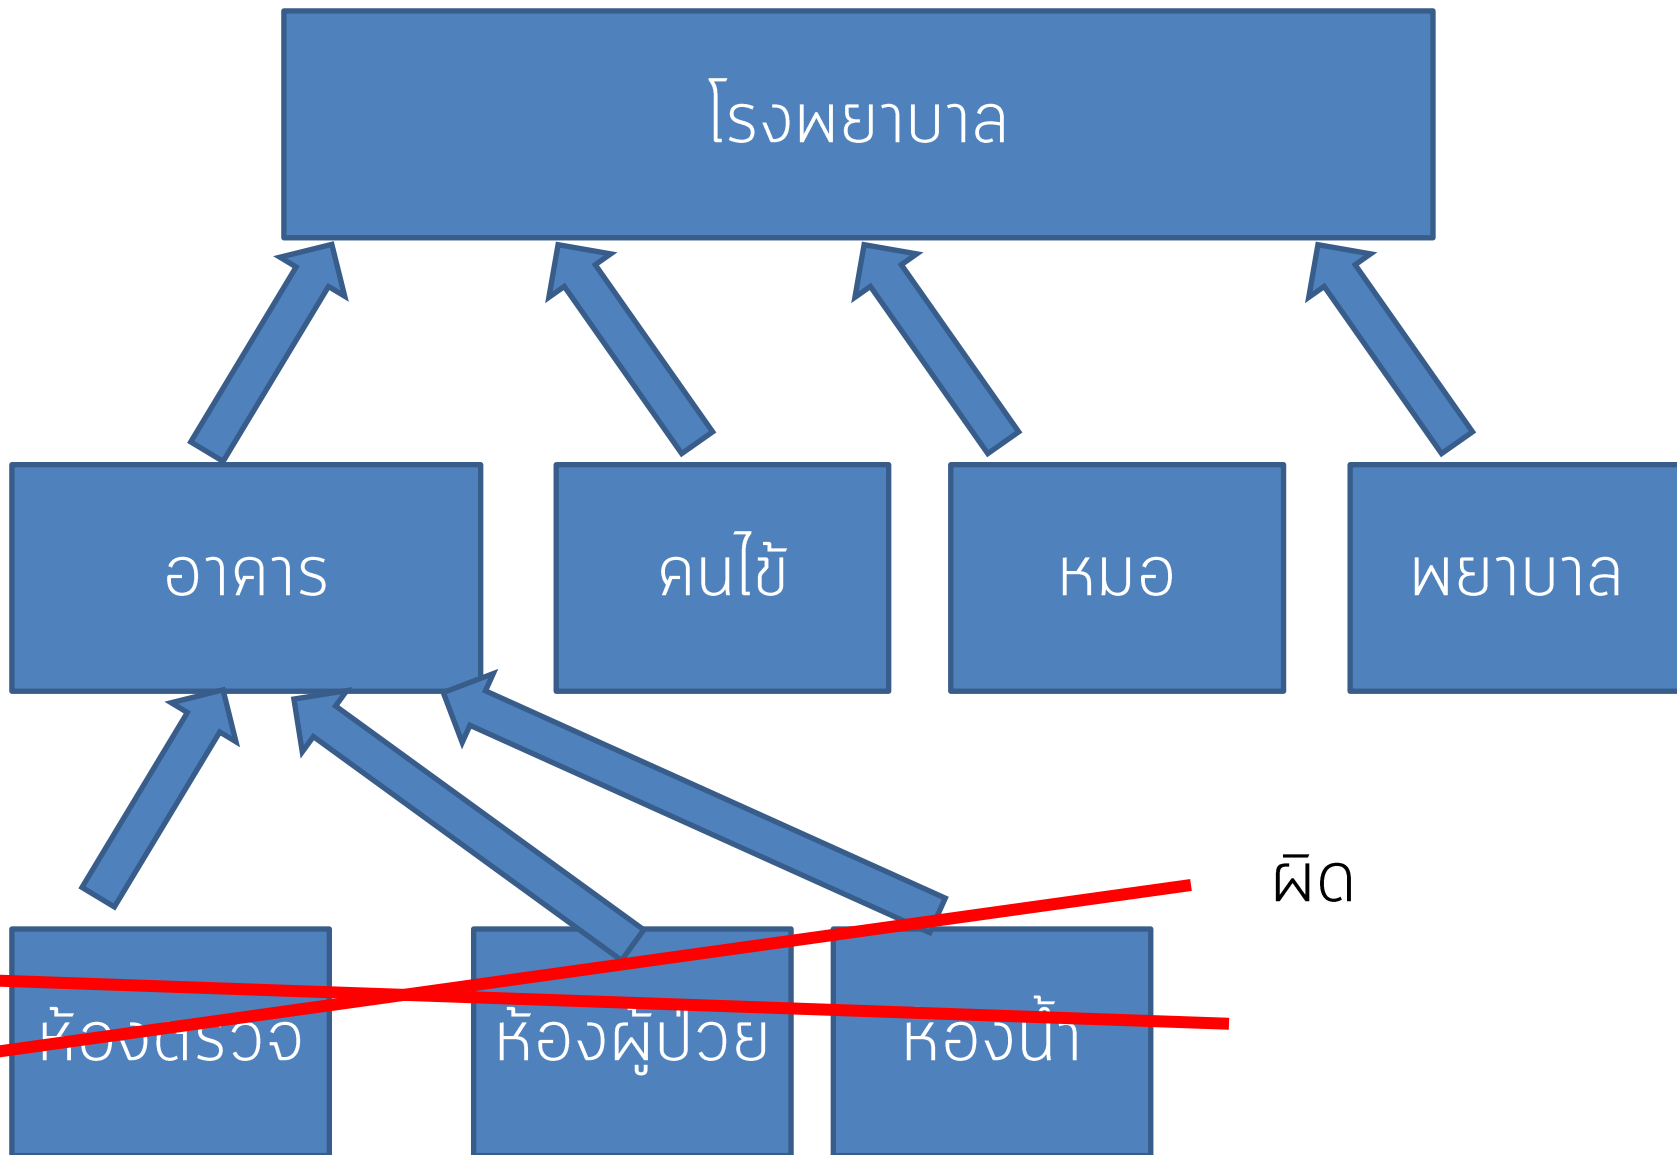 โรงพยาบาล
อาคาร
คนไข้
หมอ
พยาบาล
ผิด
ห้องตรวจ
ห้องผู้ป่วย
ห้องน้ำ